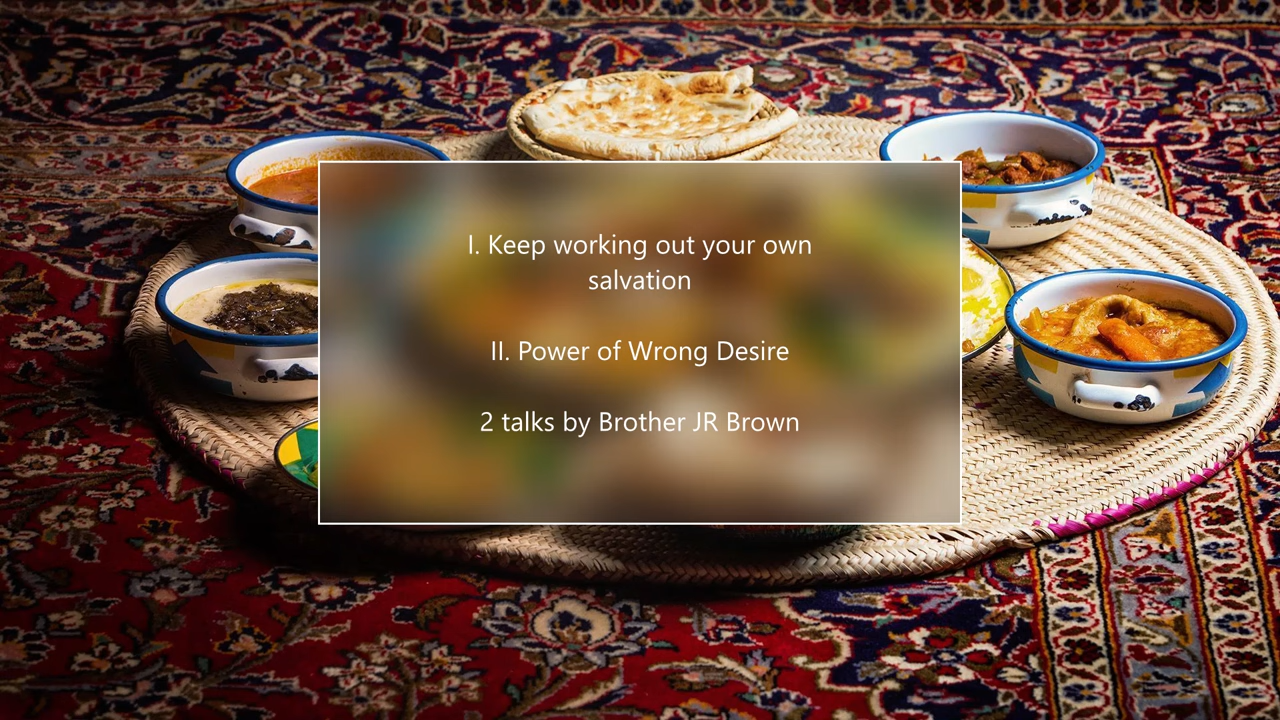 I. Keep working out your own
salvation
II. Power of Wrong Desire
2 talks by Brother JR Brown